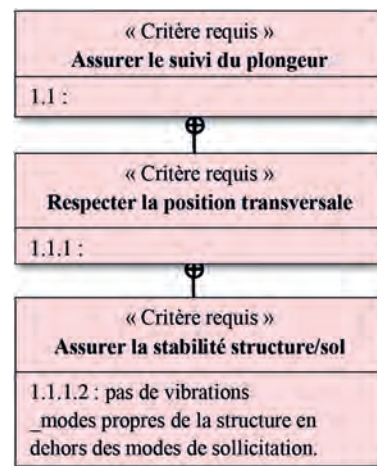 « Critère requis »
Assurer le suivi du plongeur
1.1 :
« Critère requis »
Respecter la position transversale
1.1.1 :
« Critère requis »
Assurer la stabilité structure/sol
1.1.1.2 : pas de vibrations
_modes propres de la structure en
dehors des modes de sollicitation.